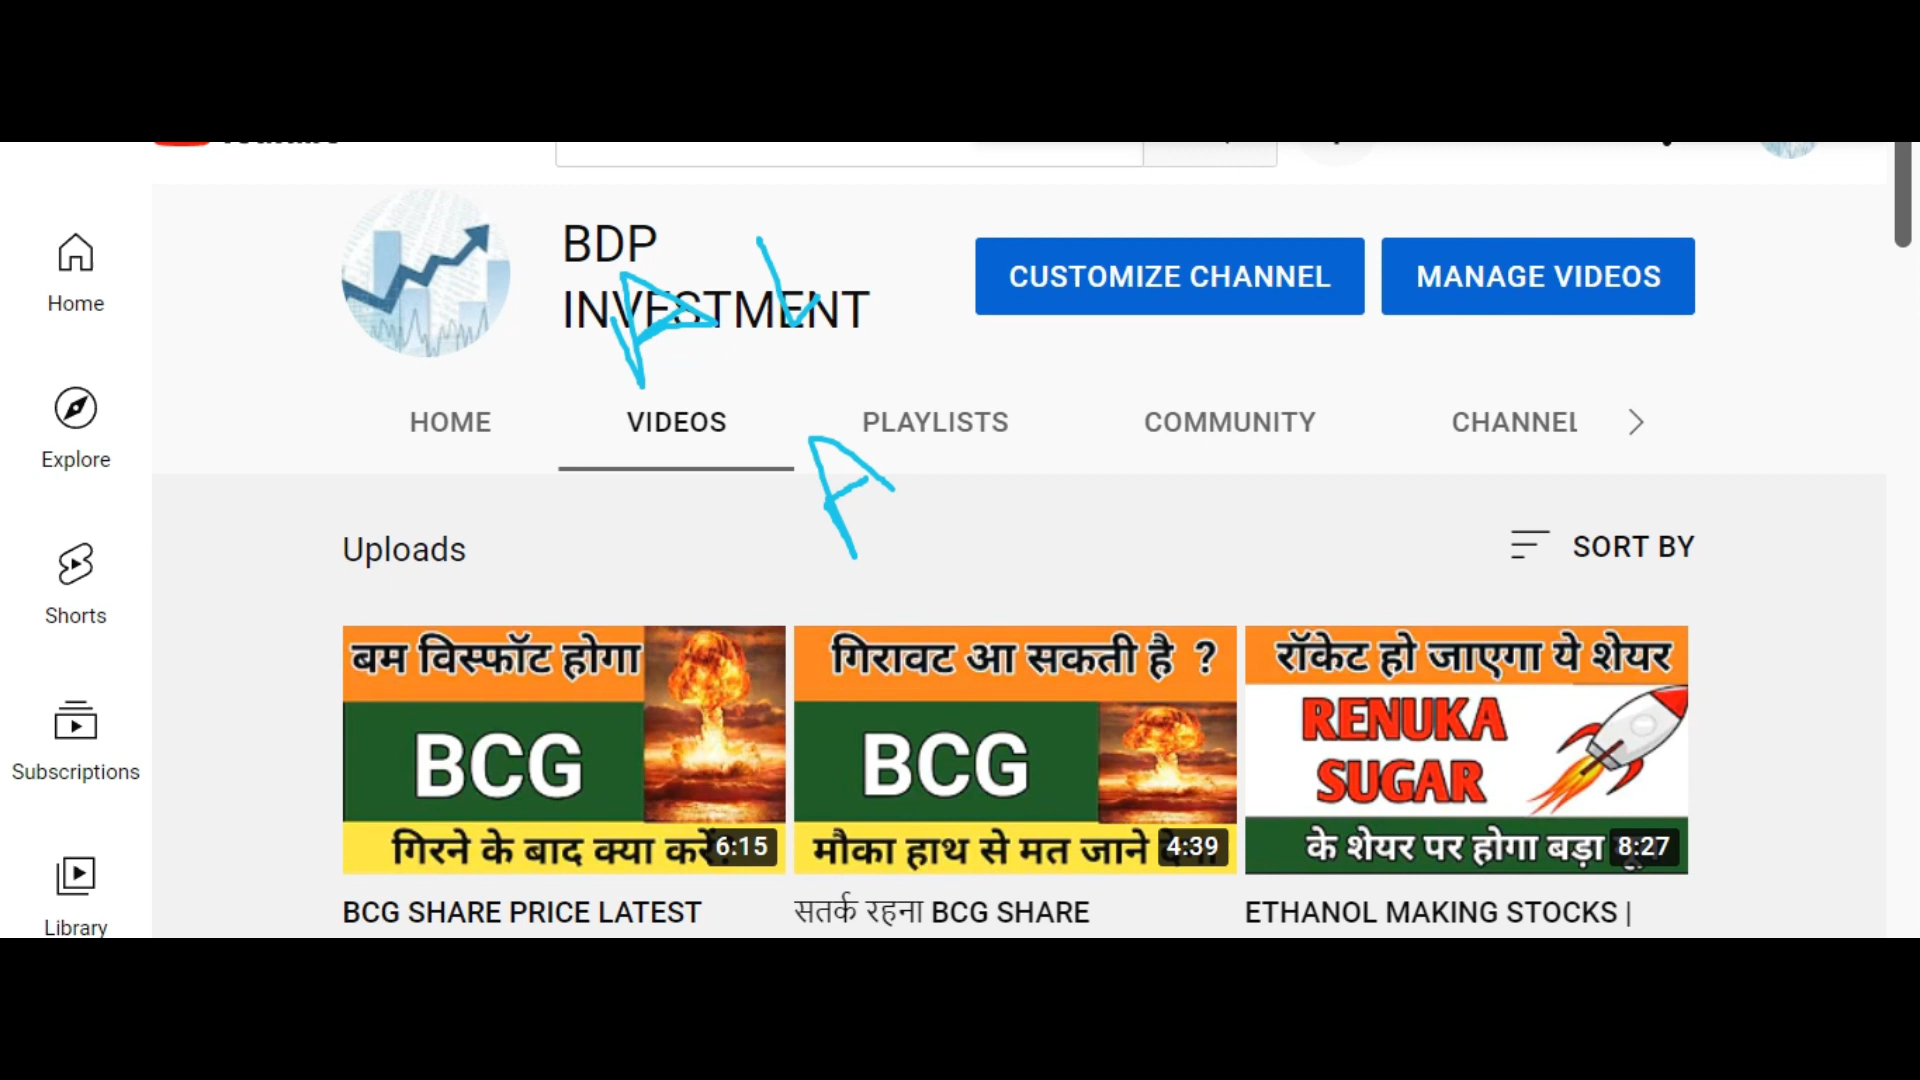 BDP
INVESTMENT
CUSTOMIZE CHANNEL
MANAGE VIDEOS
Home
Explore
Shorts
Subscriptions
Library
HOME
VIDEOS
PLAYLISTS
COMMUNITY
CHANNEL
Uploads
SORT BY
बम विस्फॉट होगा
BCG
गिरने के बाद क्या करें
6:15
BCG SHARE PRICE LATEST
गिरावट आ सकती है ?
BCG
मौका हाथ से मत जाने
4:39
सतर्क रहना BCG SHARE
रॉकेट हो जाएगा ये शेयर
RENUKA
SUGAR
के शेयर पर होगा बड़ा
8:27
ETHANOL MAKING STOCKS |